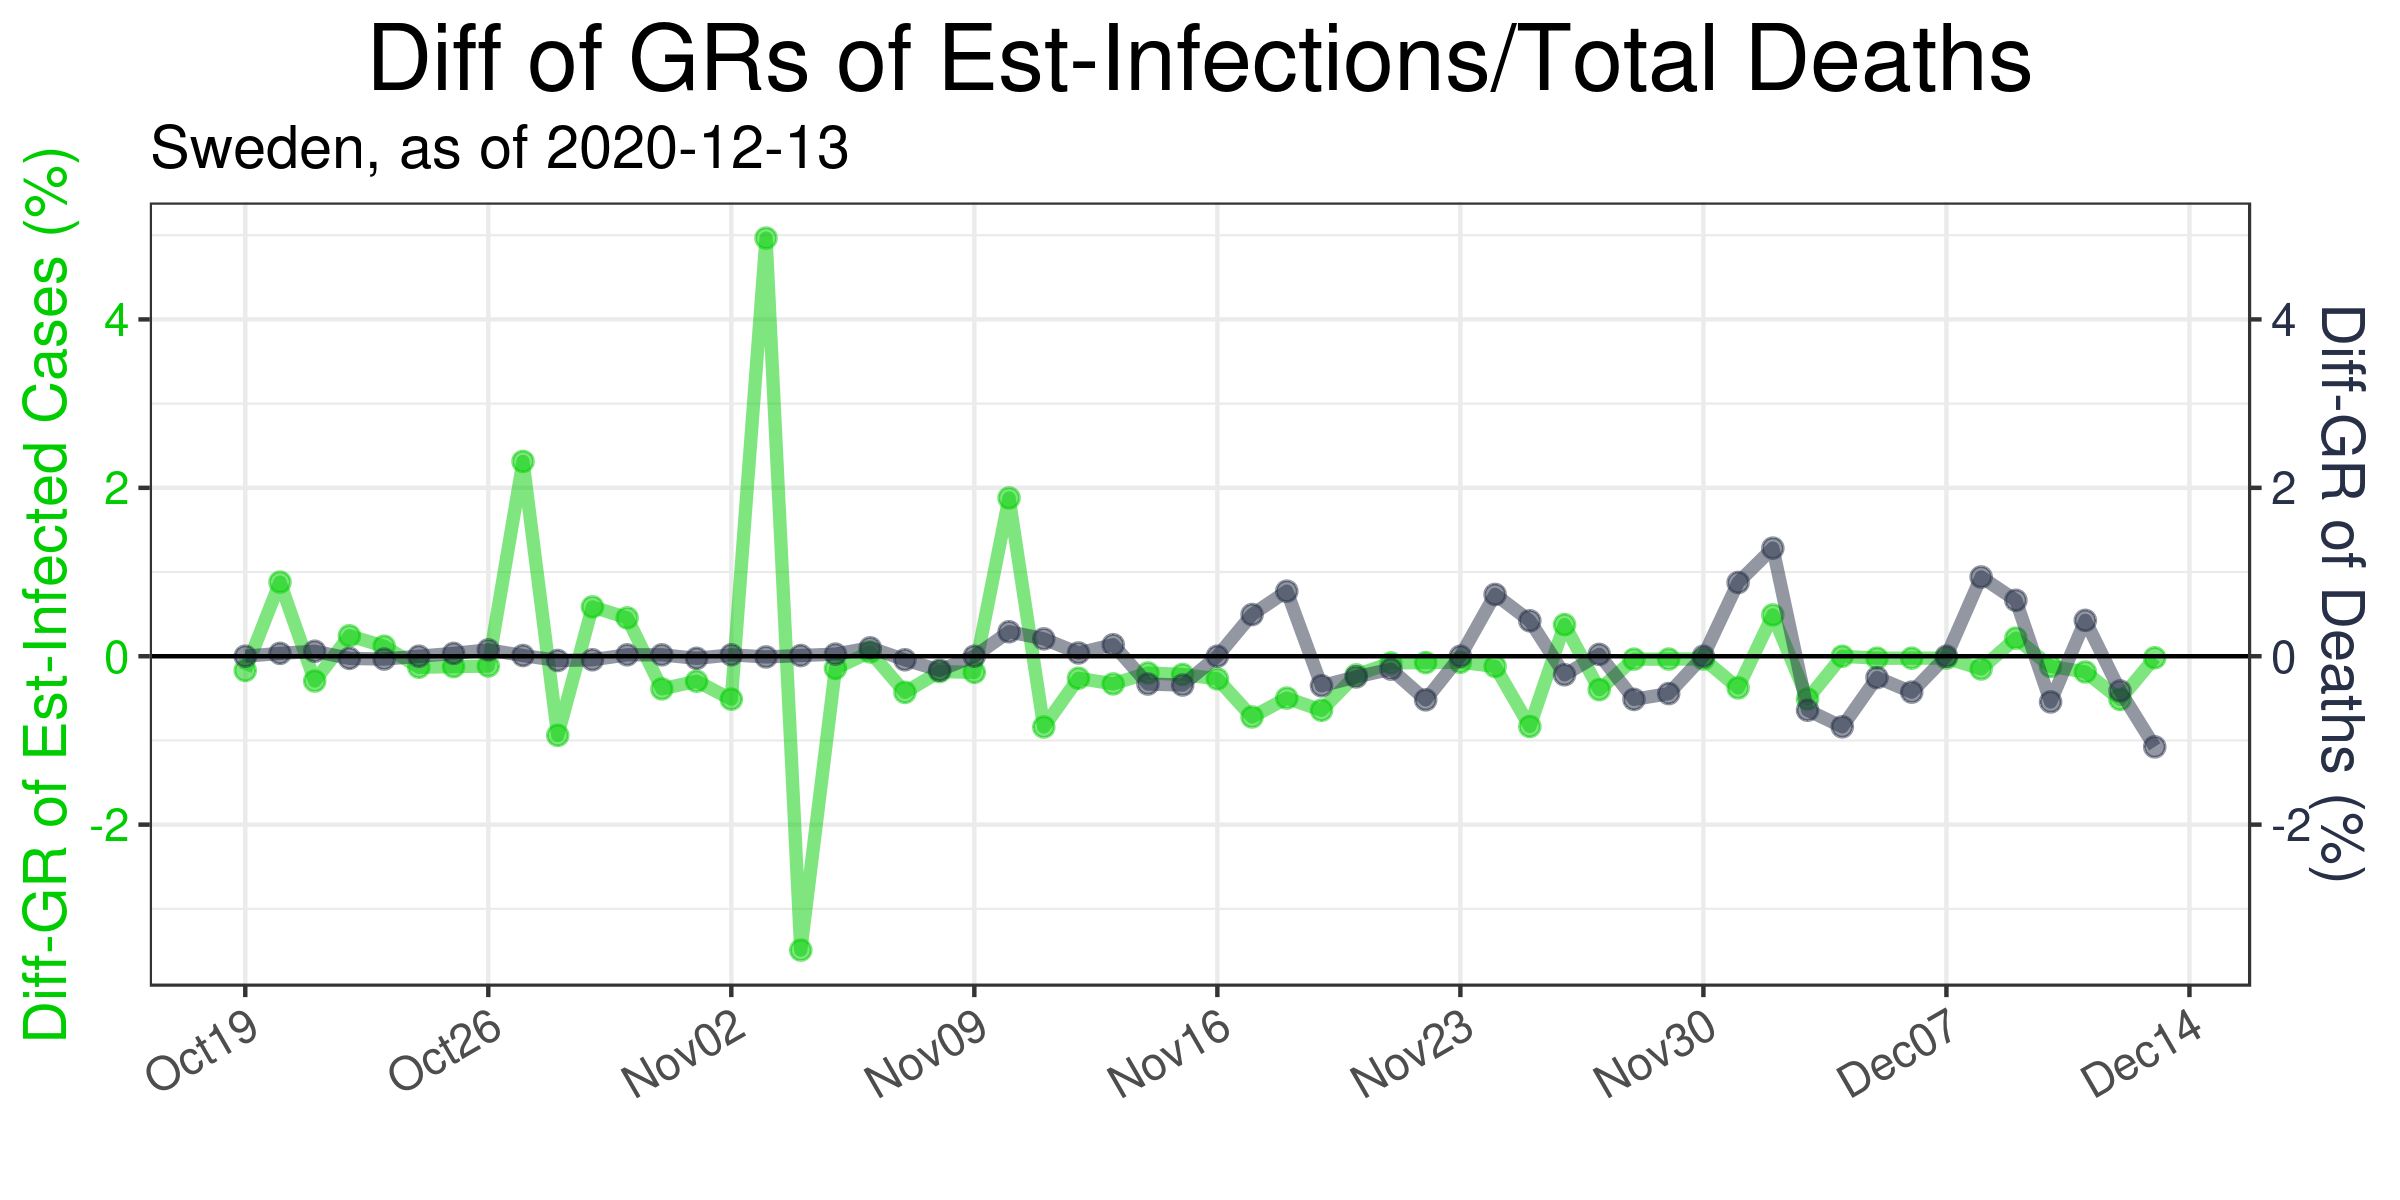 Diff of GRs of Est-Infections/Total Deaths
Sweden, as of 2020-12-13
Diff-GR of Est-Infected Cases (%)
4
2
0
-2
4
2
0
-2
Diff-GR of Deaths (%)
Oct19
Oct26
Nov02
Nov09
Nov16
Nov23
Nov30
Dec07
Dec14